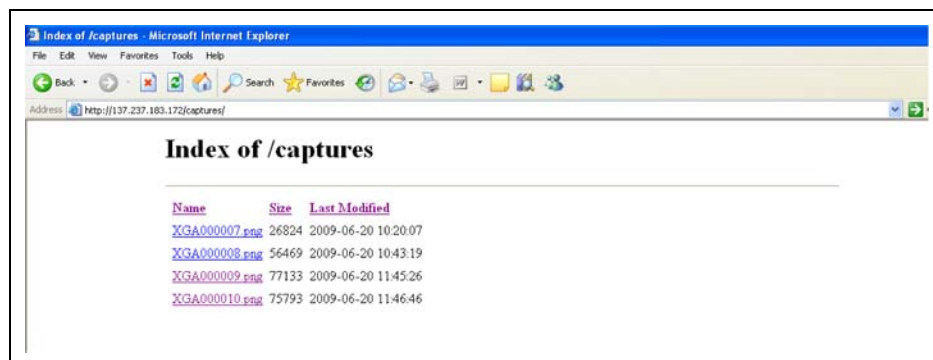 Index of /captures - Microsoft Internet Explorer
File Edit View Favorites Tools Help
Back Search Favorites
Address http://137.237.183.172/captures/
Index of /captures
Name Size Last Modified
XGA000007.png 26824 2009-06-20 10:20:07
XGA000008.png 56469 2009-06-20 10:43:19
XGA000009.png 77133 2009-06-20 11:45:26
XGA000010.png 75793 2009-06-20 11:46:46